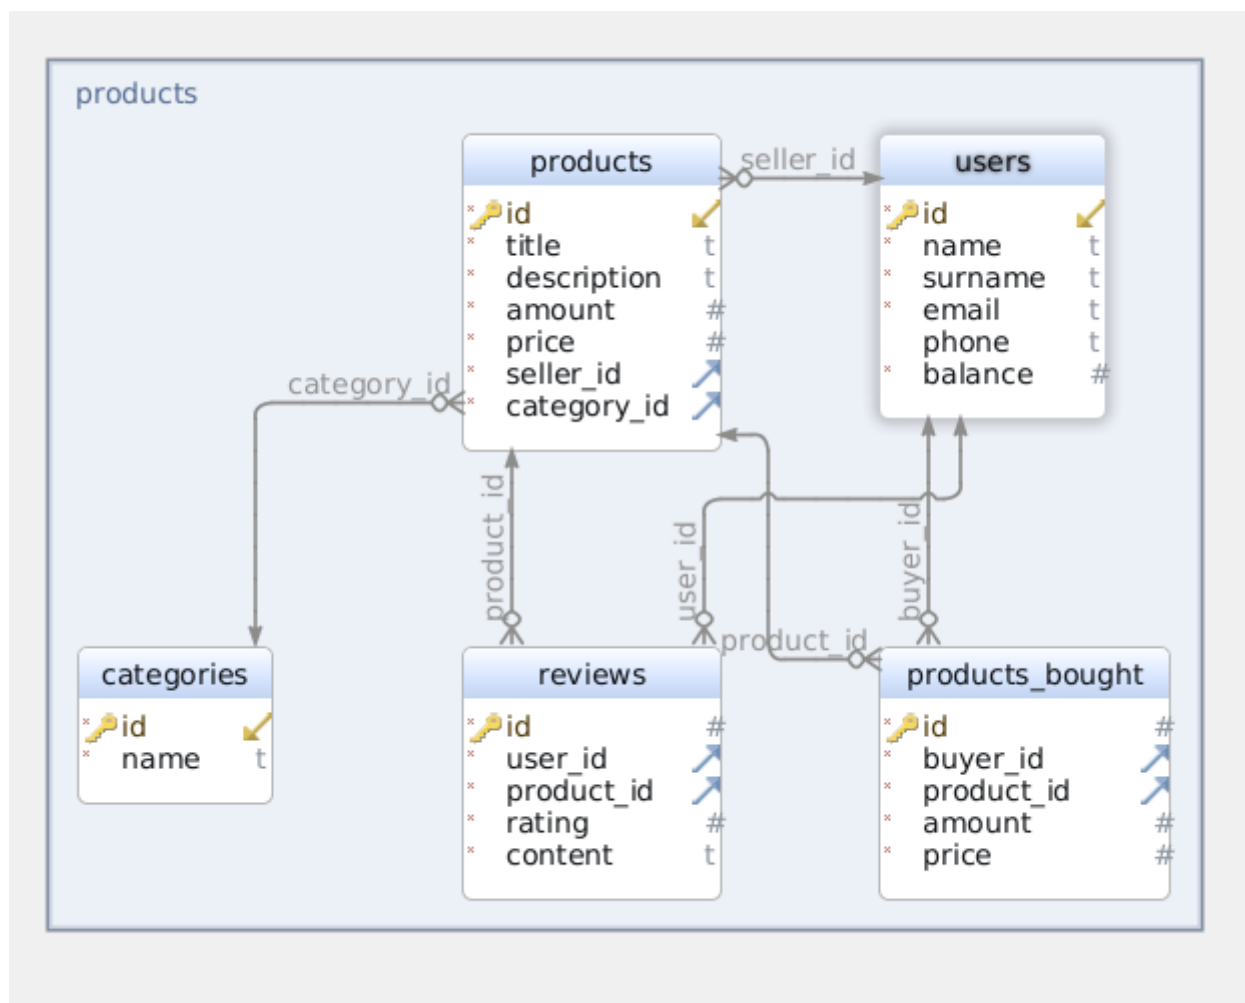 products
products
id
title t
description t
amount #
price #
seller_id
category_id
seller_id
users
id
name t
surname t
email t
phone t
balance #
category_id
product_id
user_id
buyer_id
product_id
categories
id
name t
reviews
id #
user_id
product_id
rating #
content t
products_bought
id #
buyer_id
product_id
amount #
price #